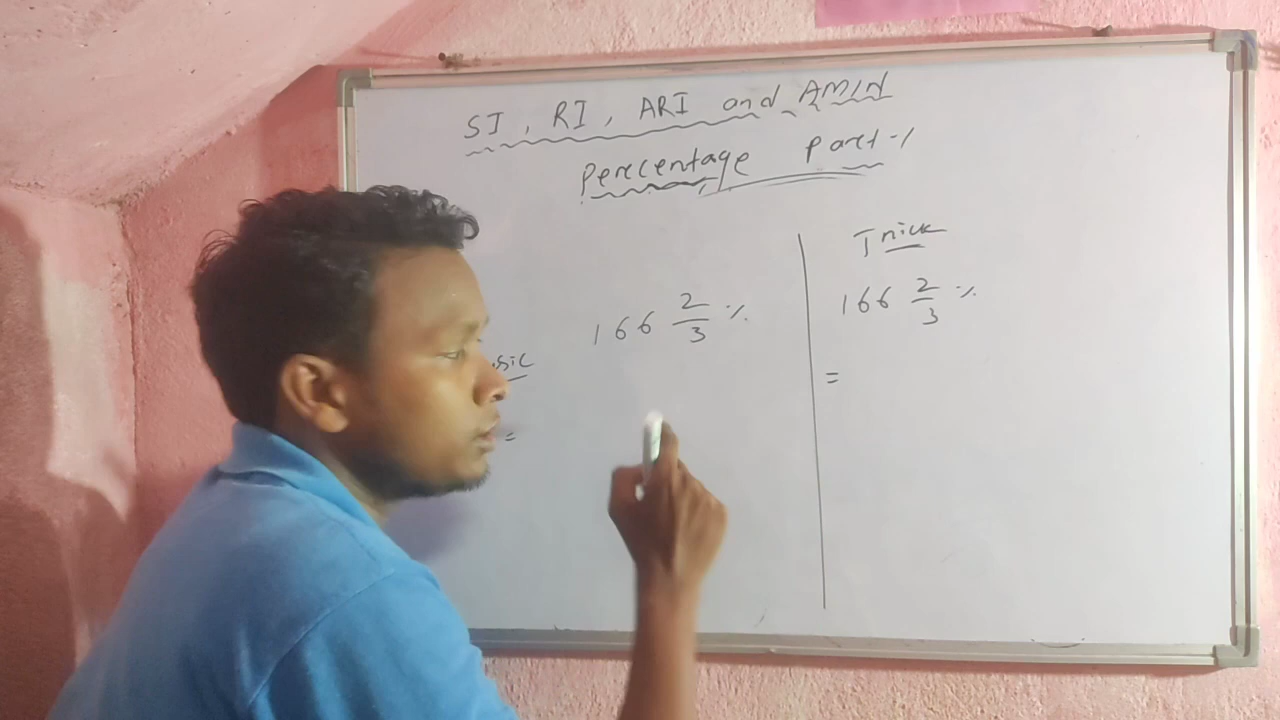 SI, RI, ARI and AMIN
Percentage Part-1
Trick
166 2/3 %
166 2/3 %
=
=